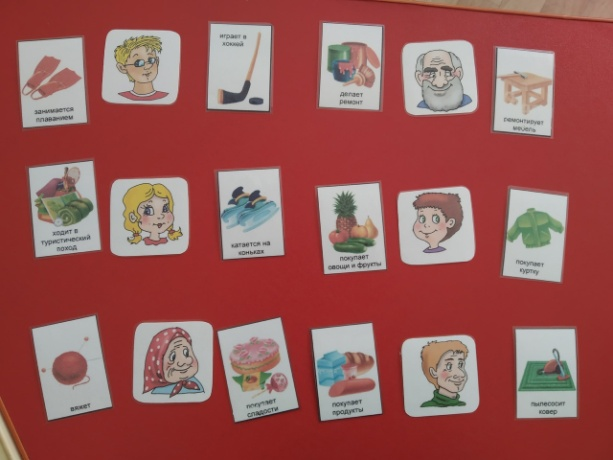 занимается
плаванием
играет в
хоккей
делает
ремонт
ремонтирует
мебель
ходит в
туристический
поход
катается на
коньках
покупает
овощи и фрукты
покупает
куртку
вяжет
покупает
сладости
покупает
продукты
пылесосит
ковер